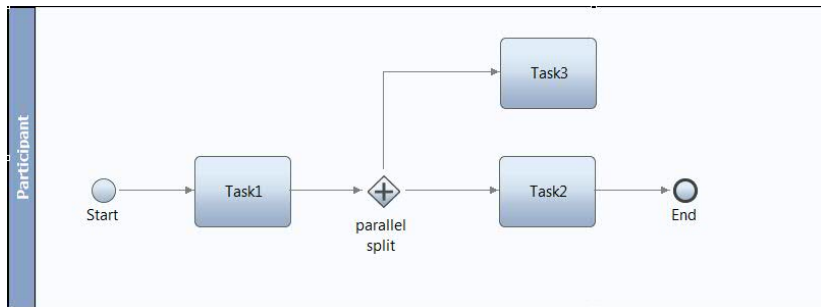 Participant
Task3
Start
Task1
parallel
split
Task2
End